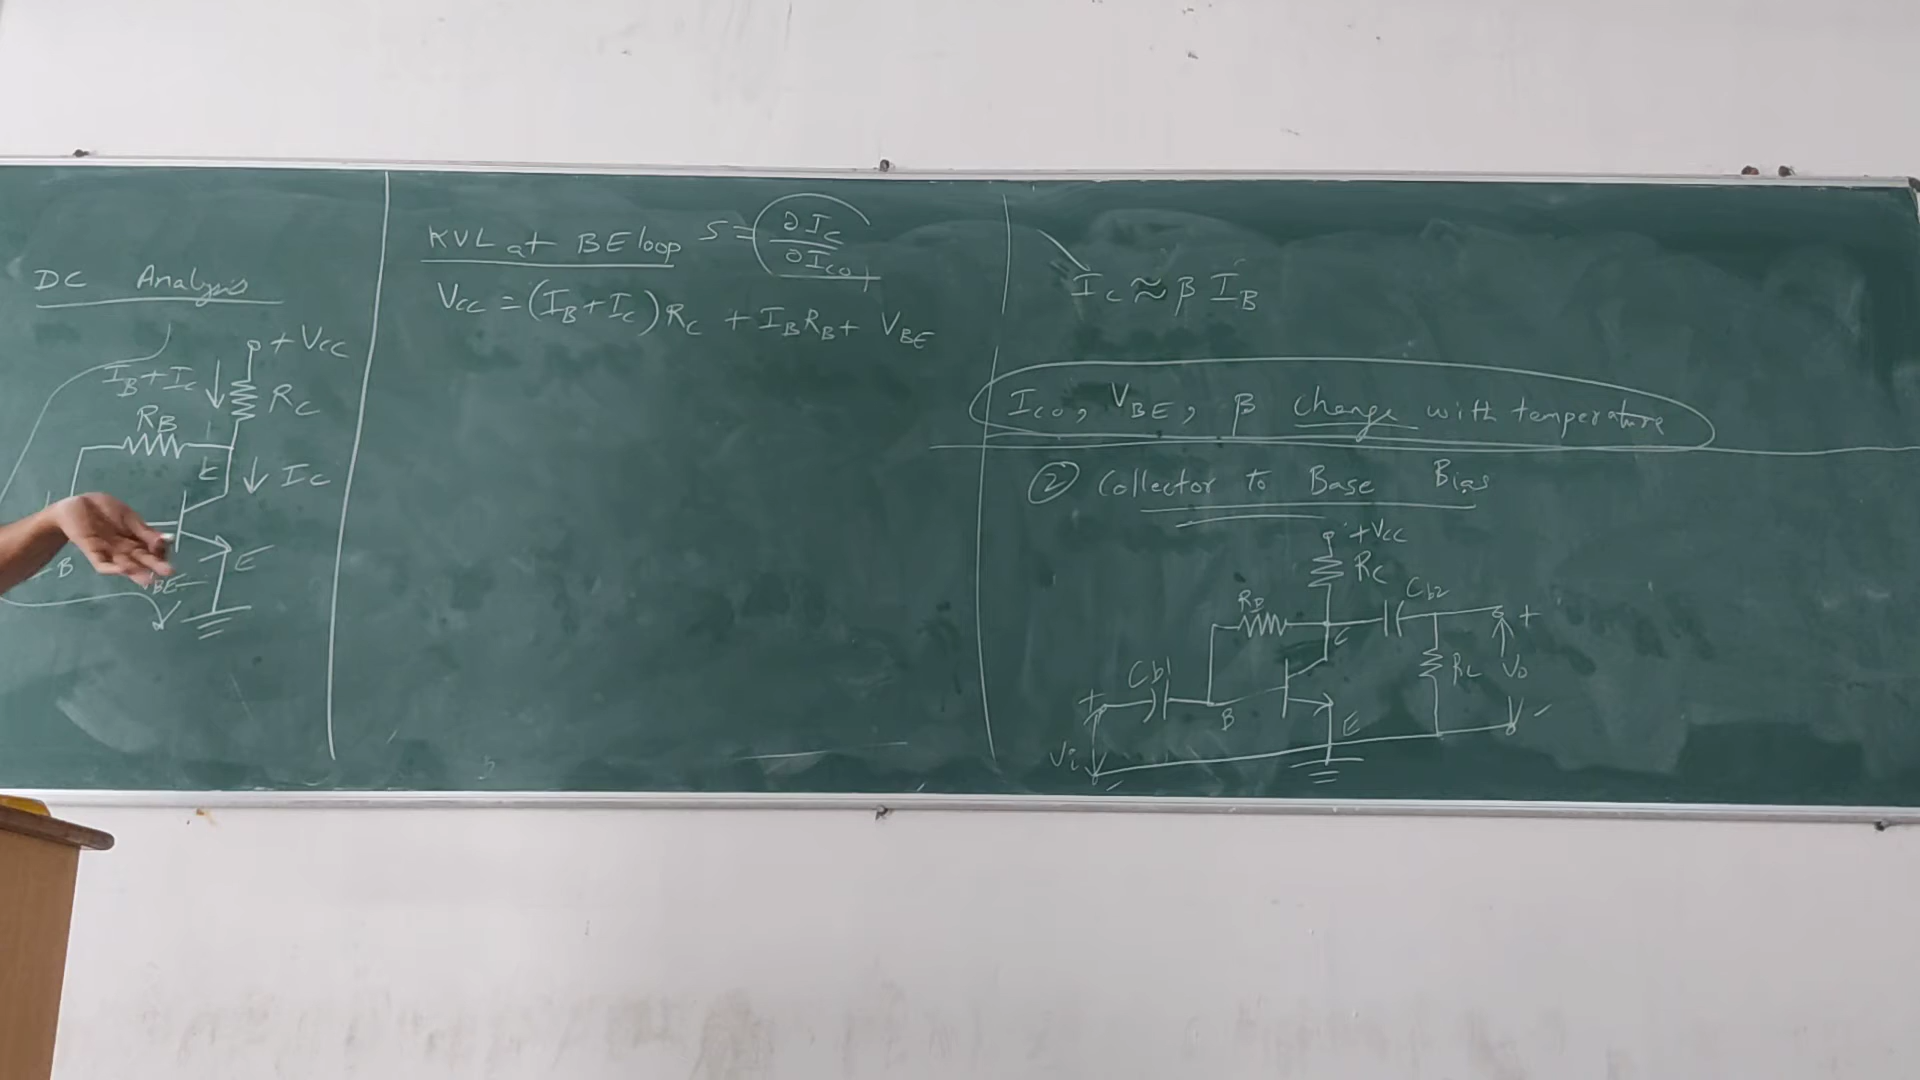 DC Analysis
+ VCC
IB+IC
RC
RB
C
IC
B
E
VBE
KVL at BE loop
S = ∂IC/∂ICO
VCC = (IB+IC)RC + IBRB + VBE
IC ≈ β IB
ICO, VBE, β change with temperature
② Collector to Base Bias
+VCC
RC
Cb2
RB
+
C
Cb1
RL
VO
+
B
E
-
Vi
-